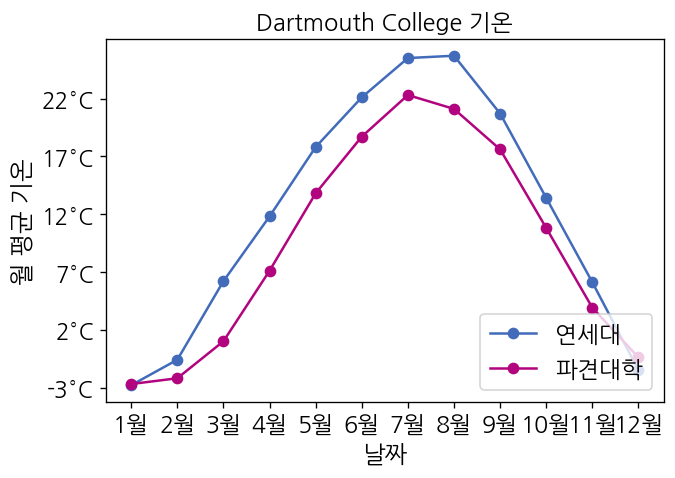 Dartmouth College 기온
월 평균 기온
22˚C
17˚C
12˚C
7˚C
2˚C
-3˚C
연세대
파견대학
1월 2월 3월 4월 5월 6월 7월 8월 9월 10월 11월 12월
날짜